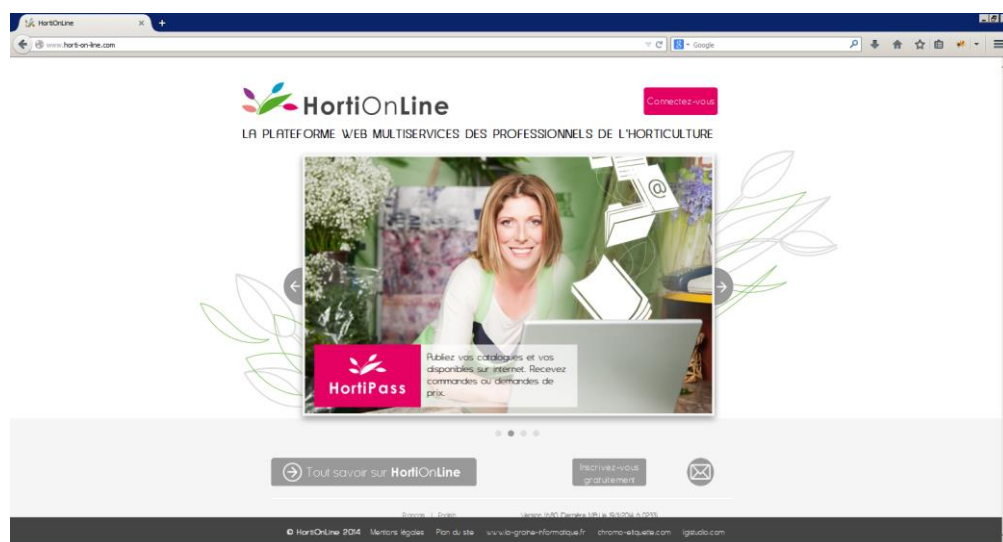 HortiOnLine
www.horti-on-line.com
Google
HortiOnLine
Connectez-vous
LA PLATEFORME WEB MULTISERVICES DES PROFESSIONNELS DE L'HORTICULTURE
@
HortiPass
Publiez vos catalogues et vos
disponibles sur internet. Recevez
commandes ou demandes de
prix.
Tout savoir sur HortiOnLine
Inscrivez-vous
gratuitement
Français | English
© HortiOnLine 2014 Mentions légales Plan du site www.la-graine-informatique.fr chromo-etiquette.com igstudio.com